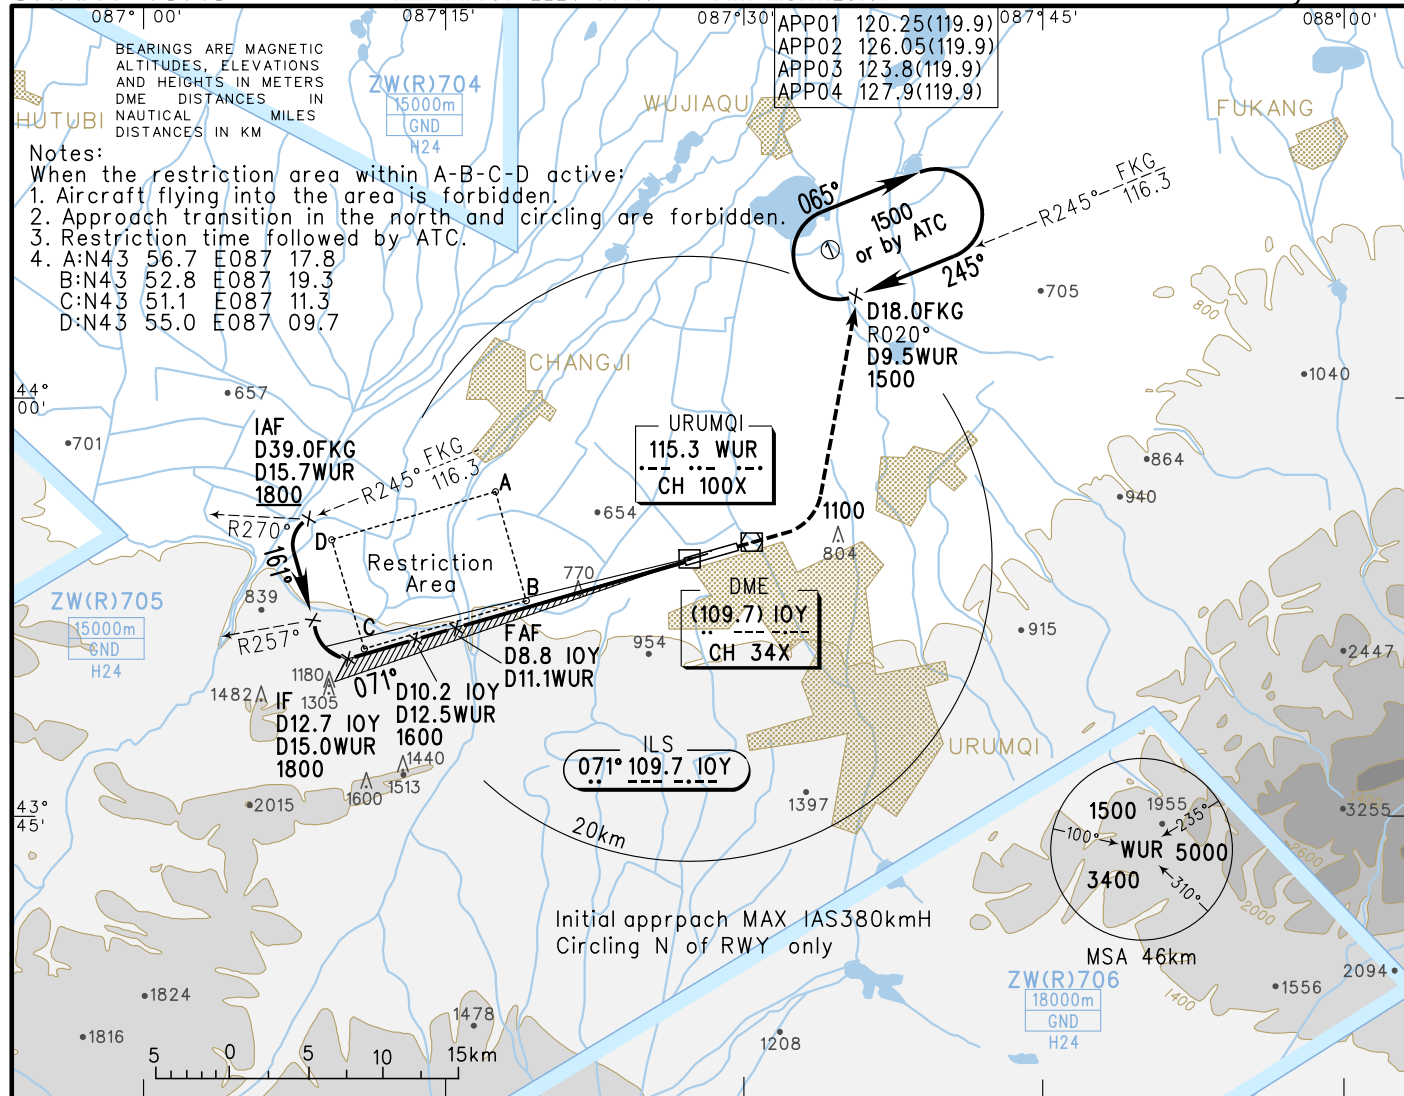 087°00'
087°15'
087°30'
087°45'
088°00'
BEARINGS ARE MAGNETIC
ALTITUDES, ELEVATIONS
AND HEIGHTS IN METERS
DME DISTANCES IN
NAUTICAL MILES
DISTANCES IN KM
ZW(R)704
15000m
GND
H24
APP01 120.25(119.9)
APP02 126.05(119.9)
APP03 123.8(119.9)
APP04 127.9(119.9)
HUTUBI
WUJIAQU
FUKANG
Notes:
When the restriction area within A-B-C-D active:
1. Aircraft flying into the area is forbidden.
2. Approach transition in the north and circling are forbidden.
3. Restriction time followed by ATC.
4. A:N43 56.7 E087 17.8
B:N43 52.8 E087 19.3
C:N43 51.1 E087 11.3
D:N43 55.0 E087 09.7
065°
1500
or by ATC
1
245°
R245° FKG
116.3
705
800
D18.0FKG
R020°
D9.5WUR
1500
1040
CHANGJI
44°
00'
657
701
IAF
D39.0FKG
D15.7WUR
1800
R245° FKG
116.3
URUMQI
115.3 WUR
CH 100X
864
940
R270°
A
D
654
1100
804
161°
Restriction
Area
770
B
DME
(109.7) IOY
CH 34X
ZW(R)705
15000m
GND
H24
839
R257°
C
FAF
D8.8 IOY
D11.1WUR
954
915
2447
1180
1305
071°
1482
IF
D12.7 IOY
D15.0WUR
1800
D10.2 IOY
D12.5WUR
1600
1440
1513
1600
ILS
071° 109.7 IOY
URUMQI
43°
45'
2015
1397
20km
1500
1955
100°
235°
WUR
5000
3400
310°
MSA 46km
3255
2600
2000
1400
Initial apprpach MAX IAS380kmH
Circling N of RWY only
ZW(R)706
18000m
GND
H24
2094
1556
1824
1816
1478
1208
5 0 5 10 15km